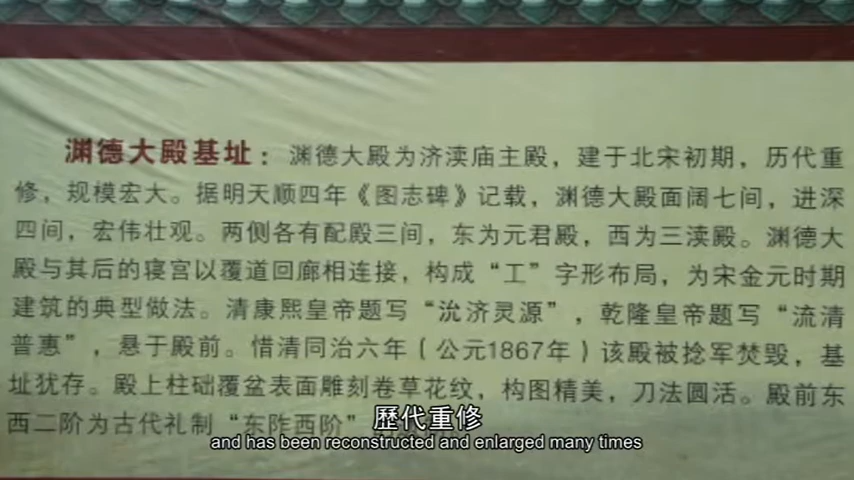 渊德大殿基址：渊德大殿为济渎庙主殿，建于北宋初期，历代重
修，规模宏大。据明天顺四年《图志碑》记载，渊德大殿面阔七间，进深
四间，宏伟壮观。两侧各有配殿三间，东为元君殿，西为三渎殿。渊德大
殿与其后的寝宫以覆道回廊相连接，构成“工”字形布局，为宋金元时期
建筑的典型做法。清康熙皇帝题写“沇济灵源”，乾隆皇帝题写“流清
普惠”，悬于殿前。惜清同治六年（公元1867年）该殿被捻军焚毁，基
址犹存。殿上柱础覆盆表面雕刻卷草花纹，构图精美，刀法圆活。殿前东
西二阶为古代礼制“东阼西阶”
歷代重修
and has been reconstructed and enlarged many times